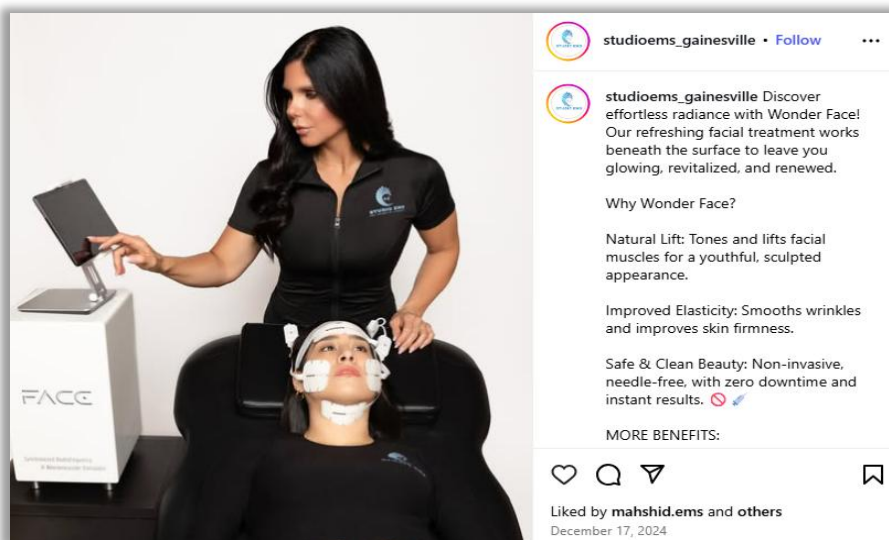 studioems_gainesville • Follow
studioems_gainesville Discover
effortless radiance with Wonder Face!
Our refreshing facial treatment works
beneath the surface to leave you
glowing, revitalized, and renewed.
Why Wonder Face?
Natural Lift: Tones and lifts facial
muscles for a youthful, sculpted
appearance.
Improved Elasticity: Smooths wrinkles
and improves skin firmness.
Safe & Clean Beauty: Non-invasive,
needle-free, with zero downtime and
instant results. 🚫 💉
MORE BENEFITS:
Liked by mahshid.ems and others
December 17, 2024
STUDIO EMS
FACE